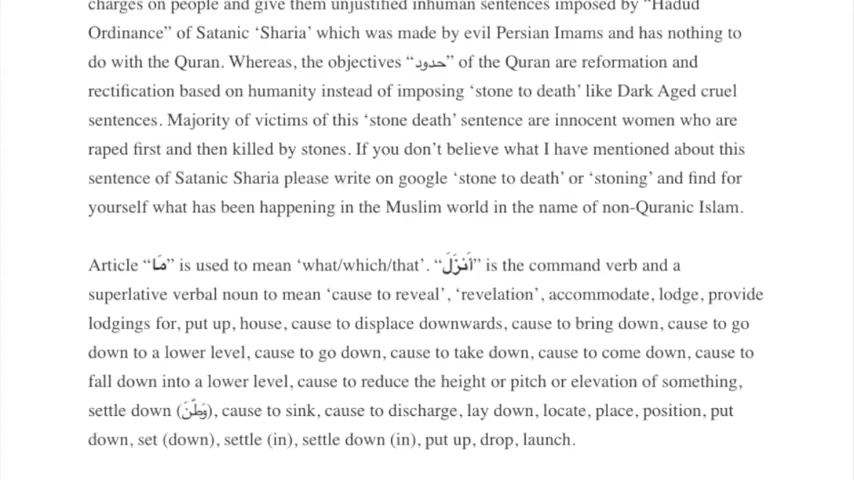 charges on people and give them unjustified inhuman sentences imposed by “Hadud
Ordinance” of Satanic ‘Sharia’ which was made by evil Persian Imams and has nothing to
do with the Quran. Whereas, the objectives “حدود” of the Quran are reformation and
rectification based on humanity instead of imposing ‘stone to death’ like Dark Aged cruel
sentences. Majority of victims of this ‘stone death’ sentence are innocent women who are
raped first and then killed by stones. If you don’t believe what I have mentioned about this
sentence of Satanic Sharia please write on google ‘stone to death’ or ‘stoning’ and find for
yourself what has been happening in the Muslim world in the name of non-Quranic Islam.
Article “مَا” is used to mean ‘what/which/that’. “اَنزَلَ” is the command verb and a
superlative verbal noun to mean ‘cause to reveal’, ‘revelation’, accommodate, lodge, provide
lodgings for, put up, house, cause to displace downwards, cause to bring down, cause to go
down to a lower level, cause to go down, cause to take down, cause to come down, cause to
fall down into a lower level, cause to reduce the height or pitch or elevation of something,
settle down (وَطَّنَ), cause to sink, cause to discharge, lay down, locate, place, position, put
down, set (down), settle (in), settle down (in), put up, drop, launch.